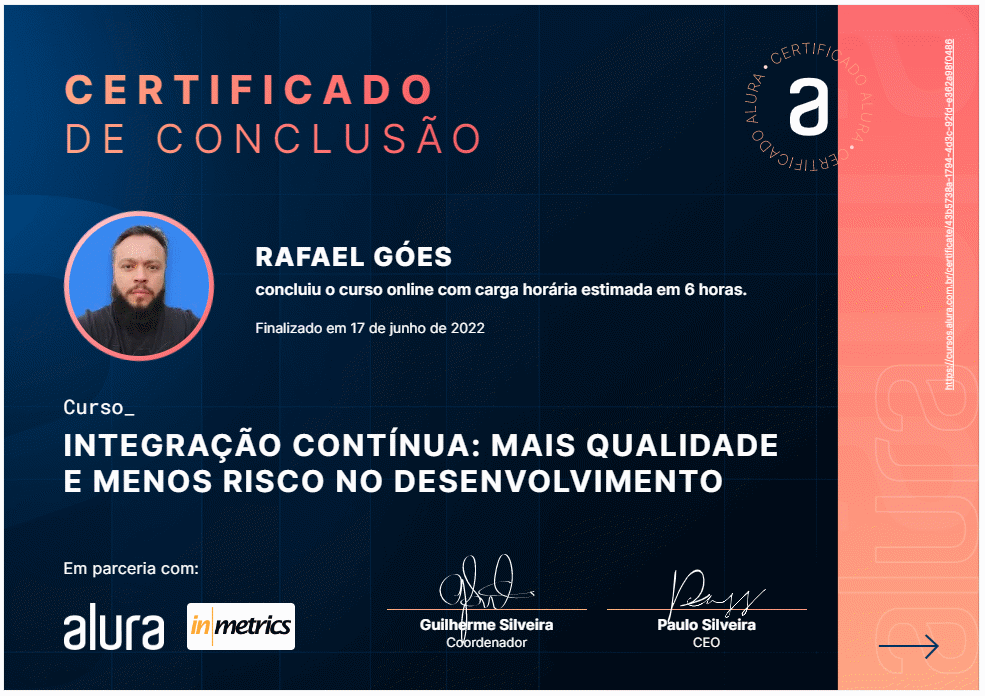 CERTIFICADO
DE CONCLUSÃO
CERTIFICADO ALURA • CERTIFICADO ALURA •
a
https://cursos.alura.com.br/certificate/43b5738a-1794-4d3c-92fd-e362a98f0486
RAFAEL GÓES
concluiu o curso online com carga horária estimada em 6 horas.
Finalizado em 17 de junho de 2022
Curso_
INTEGRAÇÃO CONTÍNUA: MAIS QUALIDADE
E MENOS RISCO NO DESENVOLVIMENTO
Em parceria com:
alura
inmetrics
Guilherme Silveira
Coordenador
Paulo Silveira
CEO
alura